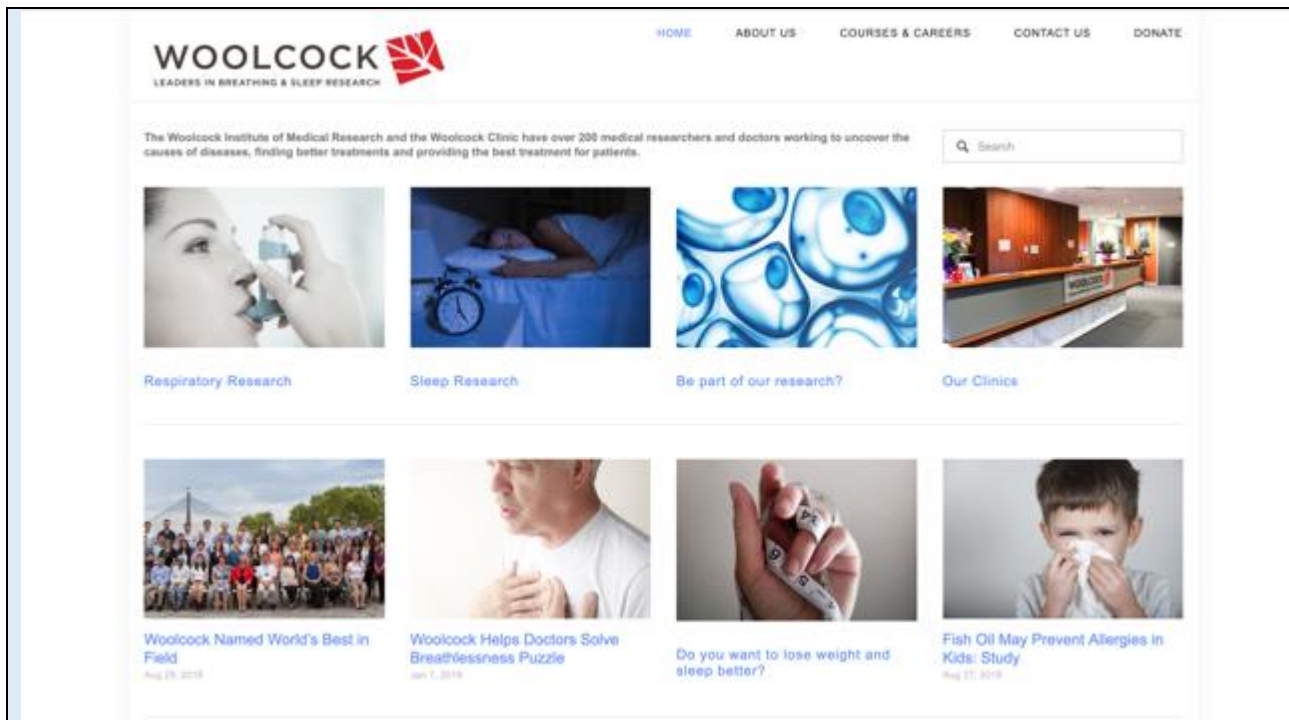 WOOLCOCK
LEADERS IN BREATHING & SLEEP RESEARCH
HOME ABOUT US COURSES & CAREERS CONTACT US DONATE
The Woolcock Institute of Medical Research and the Woolcock Clinic have over 200 medical researchers and doctors working to uncover the
causes of diseases, finding better treatments and providing the best treatment for patients.
Search
WOOLCOCK
Respiratory Research
Sleep Research
Be part of our research?
Our Clinics
34
6
5
Woolcock Named World's Best in
Field
Woolcock Helps Doctors Solve
Breathlessness Puzzle
Do you want to lose weight and
sleep better?
Fish Oil May Prevent Allergies in
Kids: Study